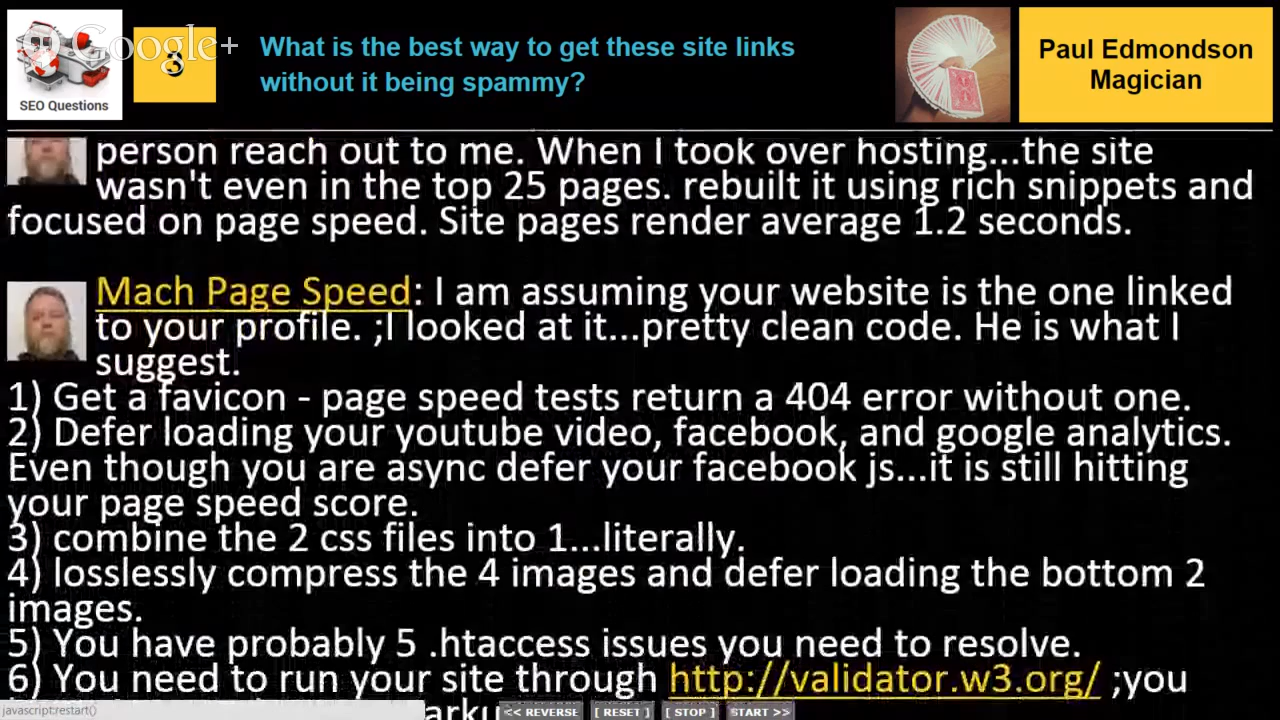 Google+
SEO Questions
3
What is the best way to get these site links
without it being spammy?
Paul Edmondson
Magician
person reach out to me. When I took over hosting...the site
wasn't even in the top 25 pages. rebuilt it using rich snippets and
focused on page speed. Site pages render average 1.2 seconds.
Mach Page Speed: I am assuming your website is the one linked
to your profile. ;I looked at it...pretty clean code. He is what I
suggest.
1) Get a favicon - page speed tests return a 404 error without one.
2) Defer loading your youtube video, facebook, and google analytics.
Even though you are async defer your facebook js...it is still hitting
your page speed score.
3) combine the 2 css files into 1...literally.
4) losslessly compress the 4 images and defer loading the bottom 2
images.
5) You have probably 5 .htaccess issues you need to resolve.
6) You need to run your site through http://validator.w3.org/ ;you
javascript:restart()
<< REVERSE [ RESET ] [ STOP ] START >>